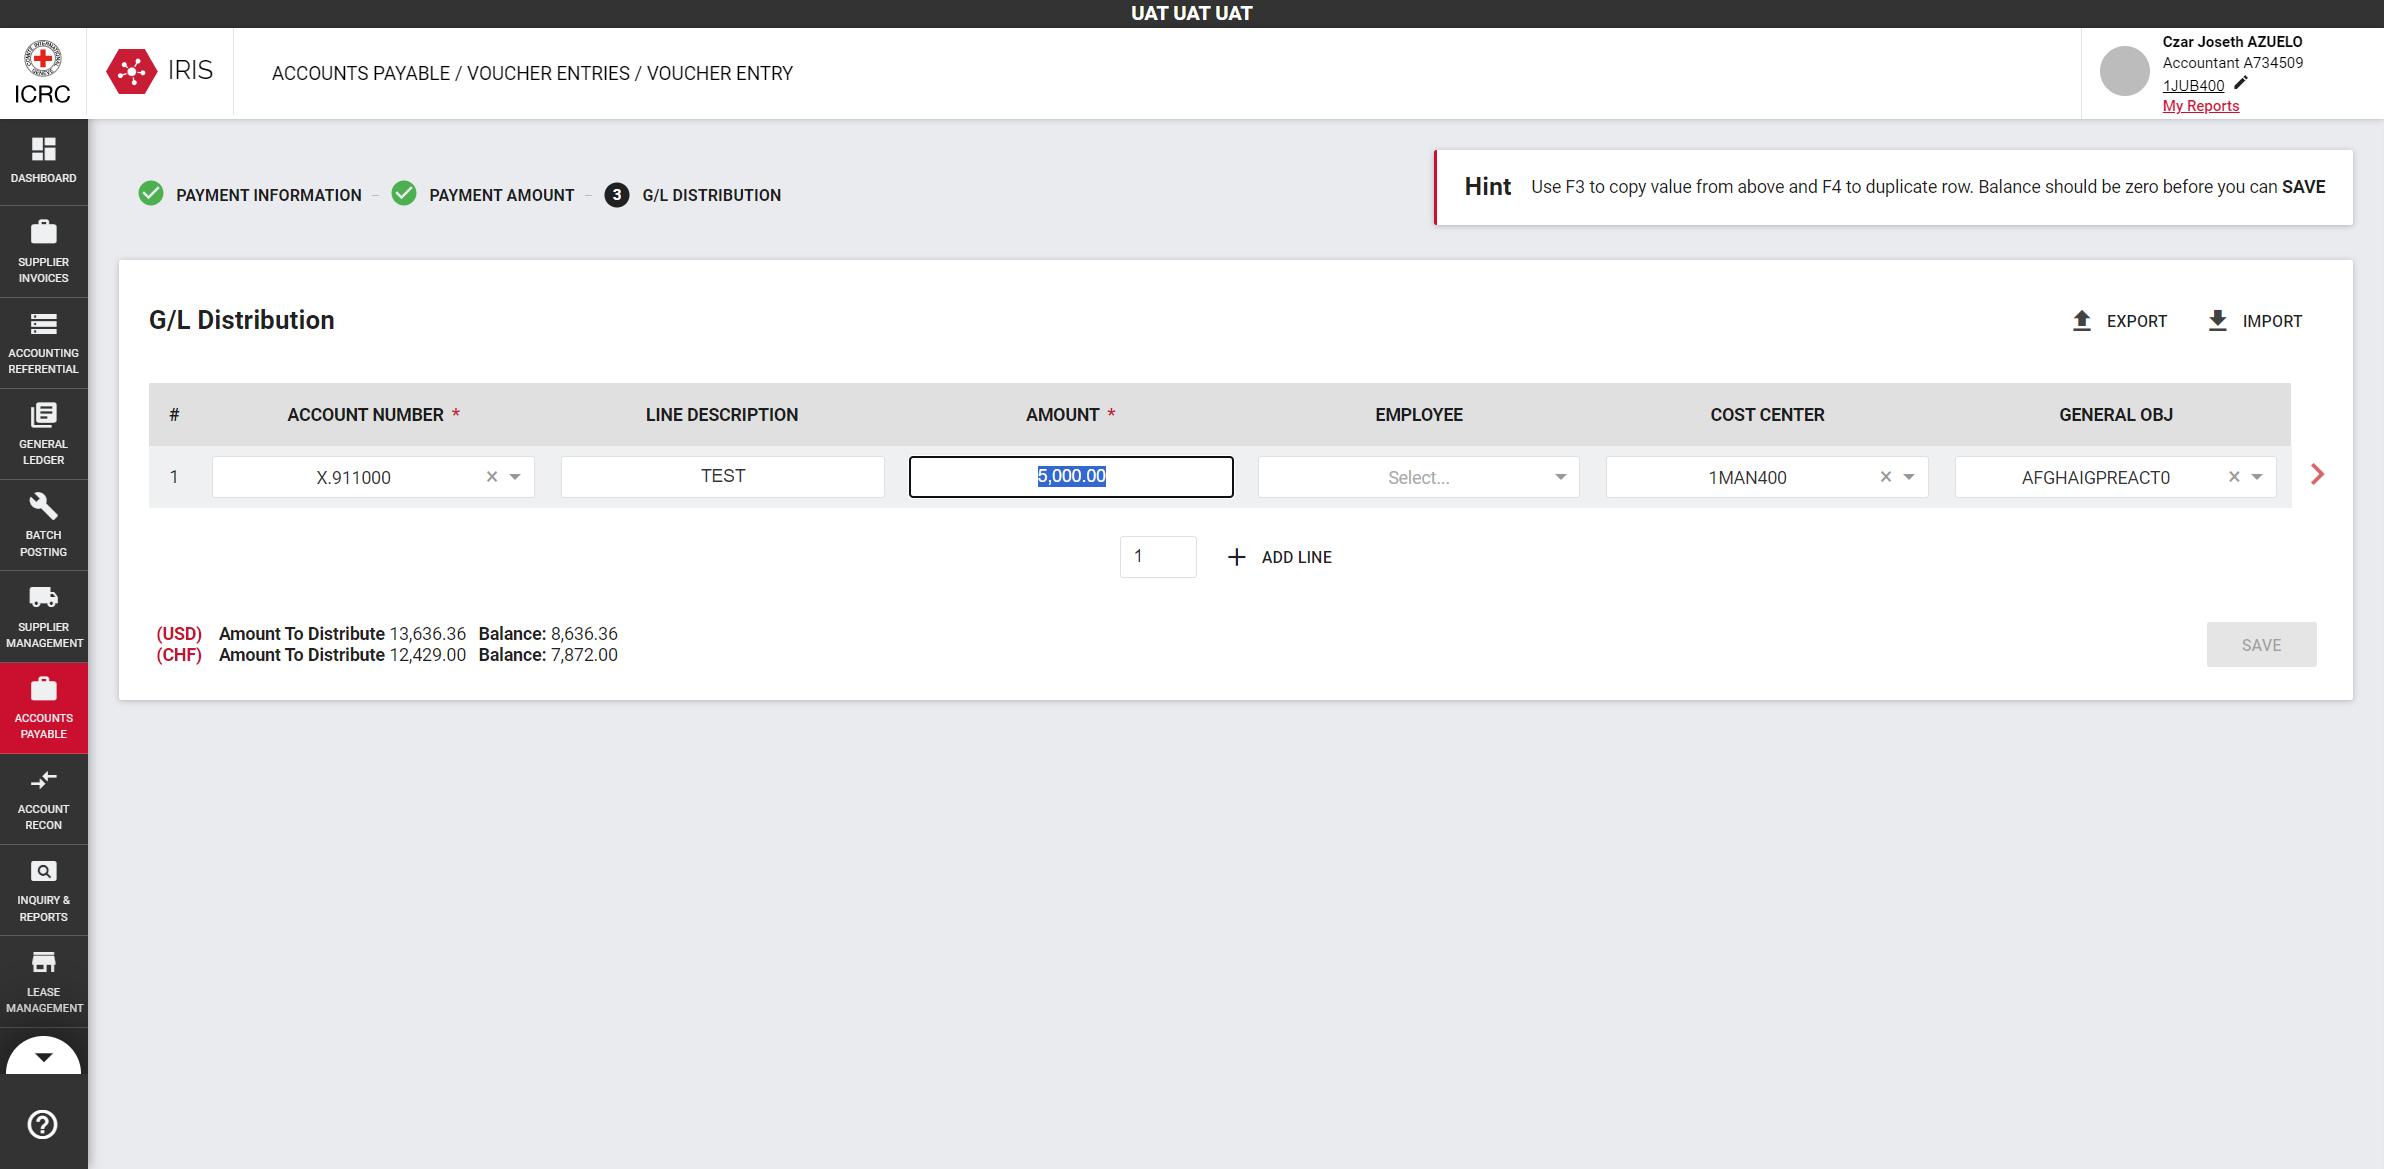 UAT UAT UAT
ICRC
IRIS
ACCOUNTS PAYABLE / VOUCHER ENTRIES / VOUCHER ENTRY
Czar Joseth AZUELO
Accountant A734509
1JUB400
My Reports
DASHBOARD
SUPPLIER
INVOICES
ACCOUNTING
REFERENTIAL
GENERAL
LEDGER
BATCH
POSTING
SUPPLIER
MANAGEMENT
ACCOUNTS
PAYABLE
ACCOUNT
RECON
INQUIRY &
REPORTS
LEASE
MANAGEMENT
PAYMENT INFORMATION – PAYMENT AMOUNT – 3 G/L DISTRIBUTION
Hint Use F3 to copy value from above and F4 to duplicate row. Balance should be zero before you can SAVE
G/L Distribution
EXPORT IMPORT
# ACCOUNT NUMBER * LINE DESCRIPTION AMOUNT * EMPLOYEE COST CENTER GENERAL OBJ
1 X.911000 × TEST 5,000.00 Select... 1MAN400 × AFGHAIGPREACT0 ×
1 + ADD LINE
(USD) Amount To Distribute 13,636.36 Balance: 8,636.36
(CHF) Amount To Distribute 12,429.00 Balance: 7,872.00
SAVE